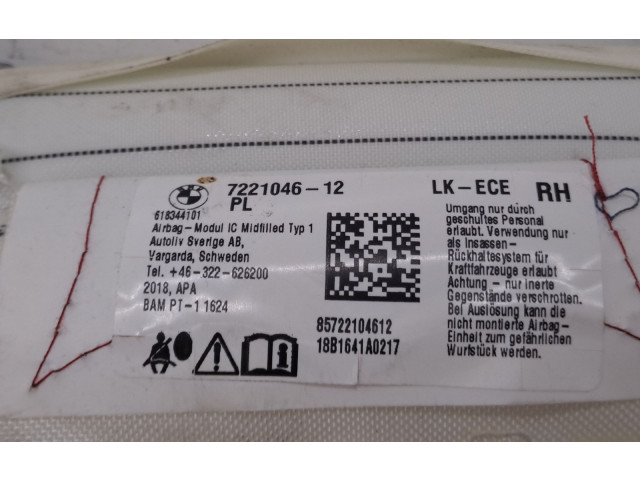 BMW
7221046-12
PL
618344101
Airbag-Modul IC Midfilled Typ 1
Autoliv Sverige AB,
Vargarda, Schweden
Tel. +46-322-626200
2018, APA
BAM PT-1 1624
85722104612
18B1641A0217
LK-ECE RH
Umgang nur durch
geschultes Personal
erlaubt. Verwendung nur
als Insassen-
Rückhaltesystem für
Kraftfahrzeuge erlaubt
Achtung - nur inerte
Gegenstände verschrotten.
Bei Auslösung kann die
nicht montierte Airbag-
Einheit zum gefährlichen
Wurfstück werden.